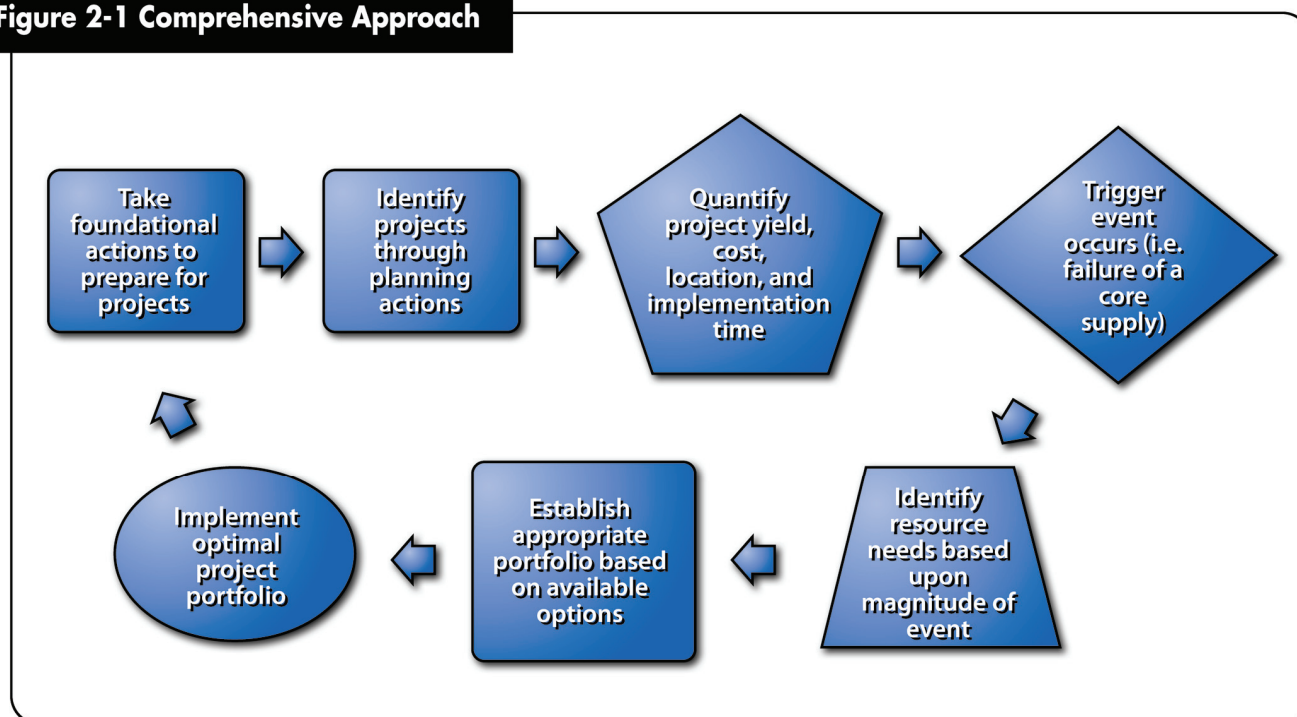 Figure 2-1 Comprehensive Approach
Take
foundational
actions to
prepare for
projects
Identify
projects
through
planning
actions
Quantify
project yield,
cost,
location, and
implementation
time
Trigger
event
occurs (i.e.
failure of a
core
supply)
Identify
resource
needs based
upon
magnitude of
event
Establish
appropriate
portfolio based
on available
options
Implement
optimal
project
portfolio